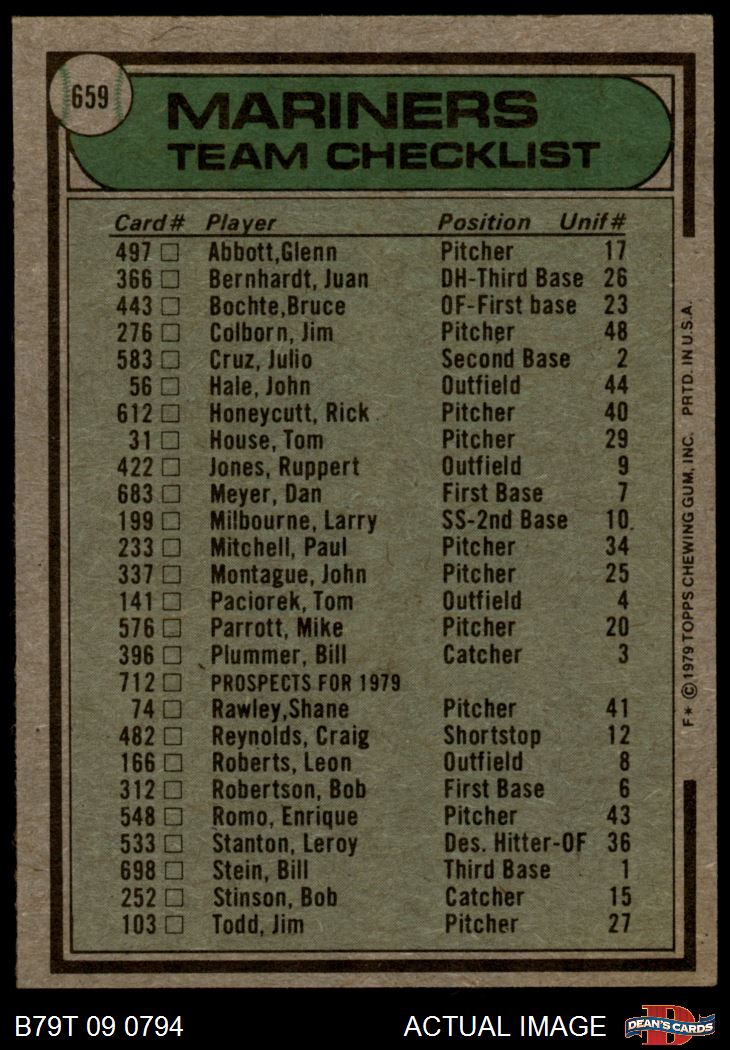 659
MARINERS
TEAM CHECKLIST
Card# Player Position Unif#
497 Abbott,Glenn Pitcher 17
366 Bernhardt, Juan DH-Third Base 26
443 Bochte,Bruce OF-First base 23
276 Colborn, Jim Pitcher 48
583 Cruz, Julio Second Base 2
56 Hale, John Outfield 44
612 Honeycutt, Rick Pitcher 40
31 House, Tom Pitcher 29
422 Jones, Ruppert Outfield 9
683 Meyer, Dan First Base 7
199 Milbourne, Larry SS-2nd Base 10
233 Mitchell, Paul Pitcher 34
337 Montague, John Pitcher 25
141 Paciorek, Tom Outfield 4
576 Parrott, Mike Pitcher 20
396 Plummer, Bill Catcher 3
712 PROSPECTS FOR 1979
74 Rawley,Shane Pitcher 41
482 Reynolds, Craig Shortstop 12
166 Roberts, Leon Outfield 8
312 Robertson, Bob First Base 6
548 Romo, Enrique Pitcher 43
533 Stanton, Leroy Des. Hitter-OF 36
698 Stein, Bill Third Base 1
252 Stinson, Bob Catcher 15
103 Todd, Jim Pitcher 27
F* © 1979 TOPPS CHEWING GUM, INC. PRTD. IN U.S.A.
B79T 09 0794 ACTUAL IMAGE
D
DEAN'S CARDS